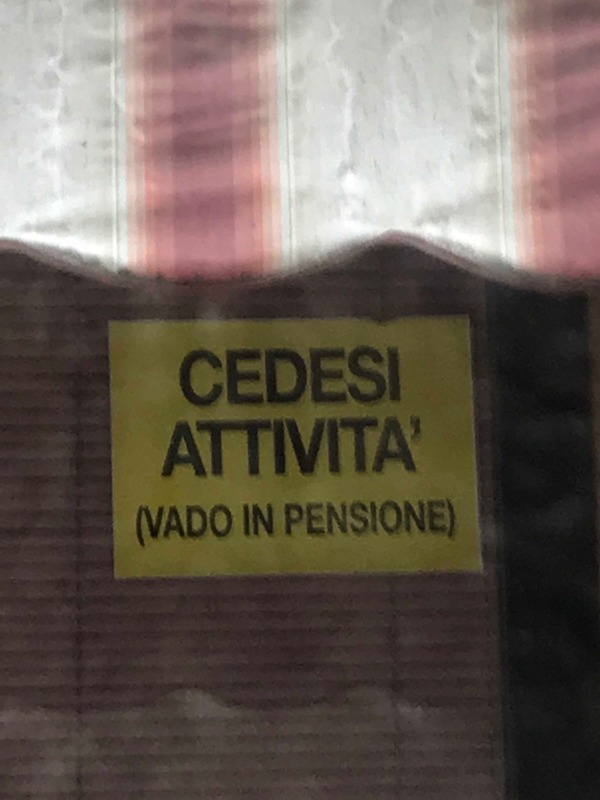 CEDESI
ATTIVITA'
(VADO IN PENSIONE)